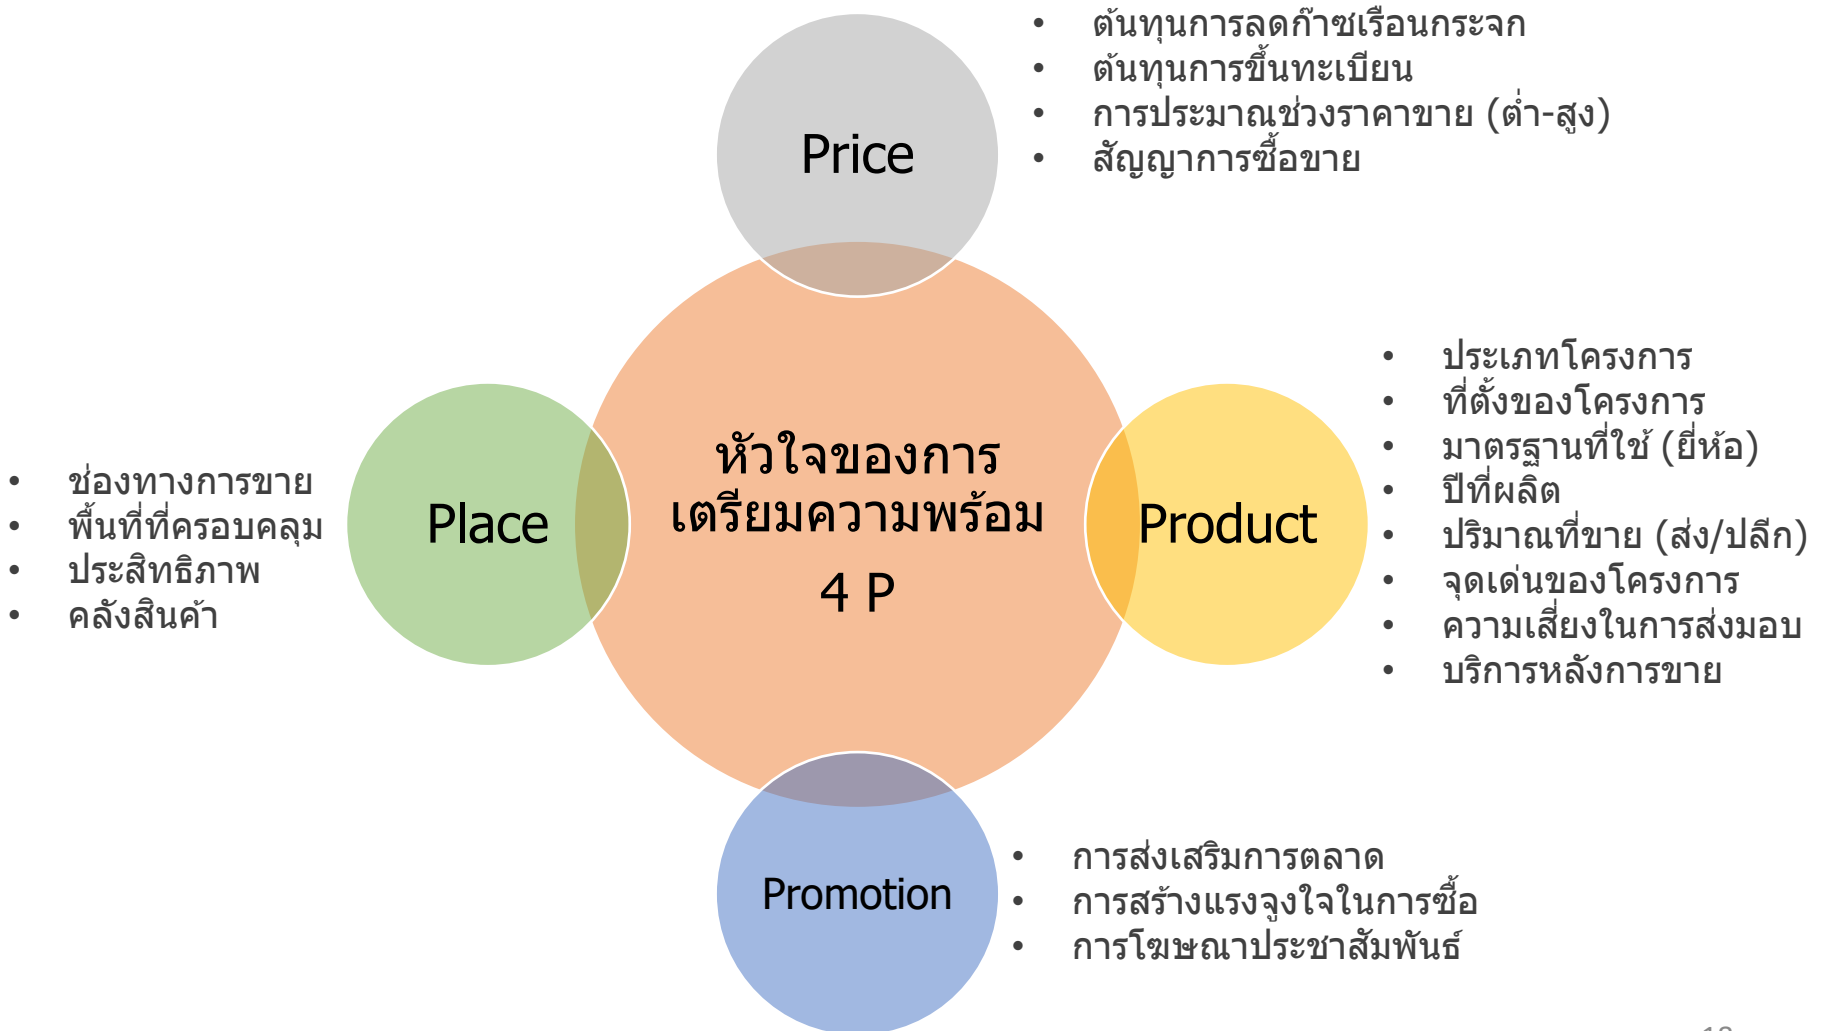 Price
• ต้นทุนการลดก๊าซเรือนกระจก
• ต้นทุนการขึ้นทะเบียน
• การประมาณช่วงราคาขาย (ต่ำ-สูง)
• สัญญาการซื้อขาย
Product
• ประเภทโครงการ
• ที่ตั้งของโครงการ
• มาตรฐานที่ใช้ (ยี่ห้อ)
• ปีที่ผลิต
• ปริมาณที่ขาย (ส่ง/ปลีก)
• จุดเด่นของโครงการ
• ความเสี่ยงในการส่งมอบ
• บริการหลังการขาย
หัวใจของการ
เตรียมความพร้อม
4 P
Place
• ช่องทางการขาย
• พื้นที่ที่ครอบคลุม
• ประสิทธิภาพ
• คลังสินค้า
Promotion
• การส่งเสริมการตลาด
• การสร้างแรงจูงใจในการซื้อ
• การโฆษณาประชาสัมพันธ์